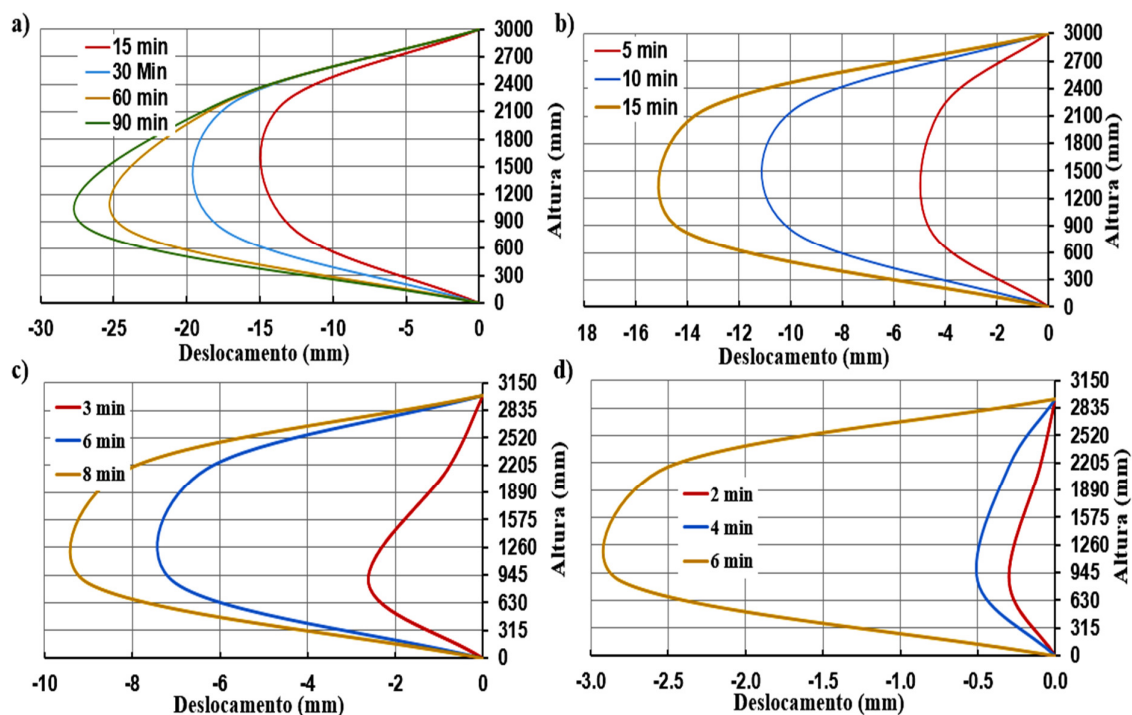 a)
15 min
30 Min
60 min
90 min
3000
2700
2400
2100
1800
1500
1200
900
600
300
0
Altura (mm)
-30 -25 -20 -15 -10 -5 0
Deslocamento (mm)
b)
5 min
10 min
15 min
3000
2700
2400
2100
1800
1500
1200
900
600
300
0
Altura (mm)
18 -16 -14 -12 -10 -8 -6 -4 -2 0
Deslocamento (mm)
c)
3 min
6 min
8 min
3150
2835
2520
2205
1890
1575
1260
945
630
315
0
Altura (mm)
-10 -8 -6 -4 -2 0
Deslocamento (mm)
d)
2 min
4 min
6 min
3150
2835
2520
2205
1890
1575
1260
945
630
315
0
Altura (mm)
-3.0 -2.5 -2.0 -1.5 -1.0 -0.5 0.0
Deslocamento (mm)